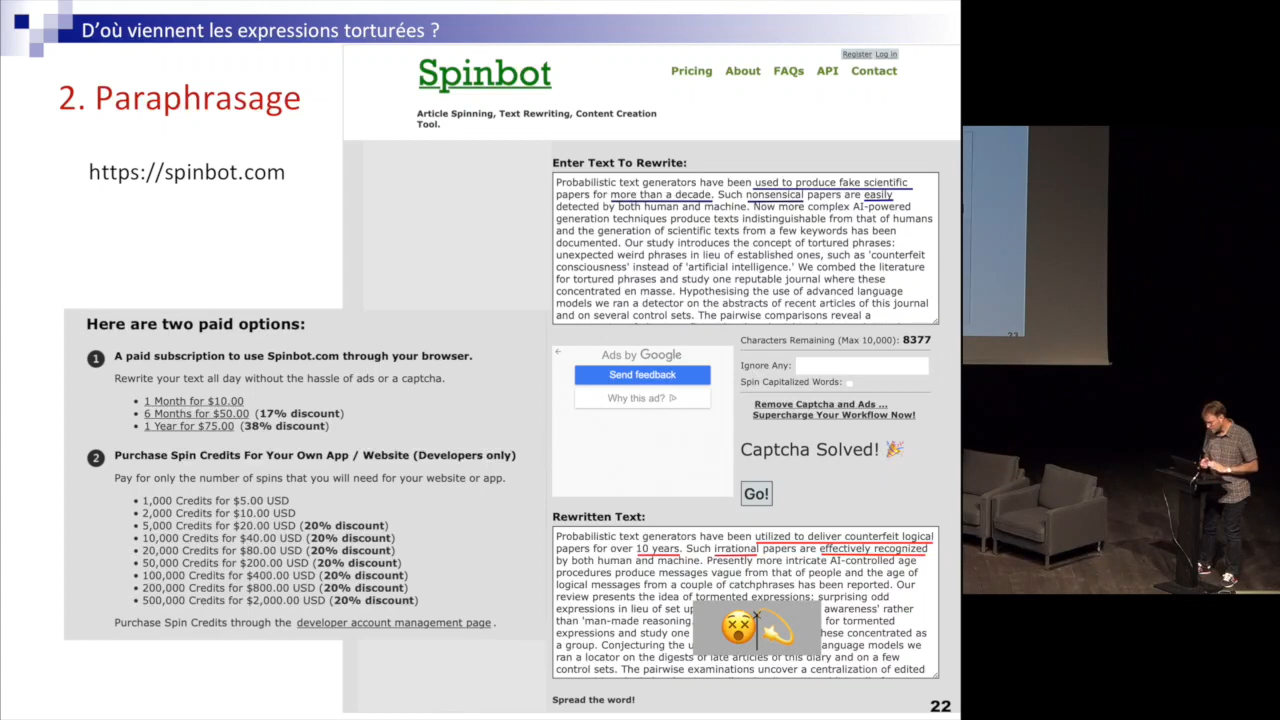 D'où viennent les expressions torturées ?
2. Paraphrasage
https://spinbot.com
Register Log in
Spinbot
Pricing About FAQs API Contact
Article Spinning, Text Rewriting, Content Creation
Tool.
Enter Text To Rewrite:
Probabilistic text generators have been used to produce fake scientific
papers for more than a decade. Such nonsensical papers are easily
detected by both human and machine. Now more complex AI-powered
generation techniques produce texts indistinguishable from that of humans
and the generation of scientific texts from a few keywords has been
documented. Our study introduces the concept of tortured phrases:
unexpected weird phrases in lieu of established ones, such as 'counterfeit
consciousness' instead of 'artificial intelligence.' We combed the literature
for tortured phrases and study one reputable journal where these
concentrated en masse. Hypothesising the use of advanced language
models we ran a detector on the abstracts of recent articles of this journal
and on several control sets. The pairwise comparisons reveal a
Here are two paid options:
1 A paid subscription to use Spinbot.com through your browser.
Rewrite your text all day without the hassle of ads or a captcha.
• 1 Month for $10.00
• 6 Months for $50.00 (17% discount)
• 1 Year for $75.00 (38% discount)
2 Purchase Spin Credits For Your Own App / Website (Developers only)
Pay for only the number of spins that you will need for your website or app.
• 1,000 Credits for $5.00 USD
• 2,000 Credits for $10.00 USD
• 5,000 Credits for $20.00 USD (20% discount)
• 10,000 Credits for $40.00 USD (20% discount)
• 20,000 Credits for $80.00 USD (20% discount)
• 50,000 Credits for $200.00 USD (20% discount)
• 100,000 Credits for $400.00 USD (20% discount)
• 200,000 Credits for $800.00 USD (20% discount)
• 500,000 Credits for $2,000.00 USD (20% discount)
Purchase Spin Credits through the developer account management page .
Ads by Google
Send feedback
Why this ad?
Characters Remaining (Max 10,000): 8377
Ignore Any:
Spin Capitalized Words:
Remove Captcha and Ads ...
Supercharge Your Workflow Now!
Captcha Solved! 🎉
Go!
Rewritten Text:
Probabilistic text generators have been utilized to deliver counterfeit logical
papers for over 10 years. Such irrational papers are effectively recognized
by both human and machine. Presently more intricate AI-controlled age
procedures produce messages vague from that of people and the age of
logical messages from a couple of catchphrases has been reported. Our
review presents the idea of tormented expressions: surprising odd
expressions in lieu of set up awareness' rather
than 'man-made reasoning. for tormented
expressions and study one hese concentrated as
a group. Conjecturing the u anguage models we
ran a locator on the digests of late articles of this diary and on a few
control sets. The pairwise examinations uncover a centralization of edited
Spread the word!
22